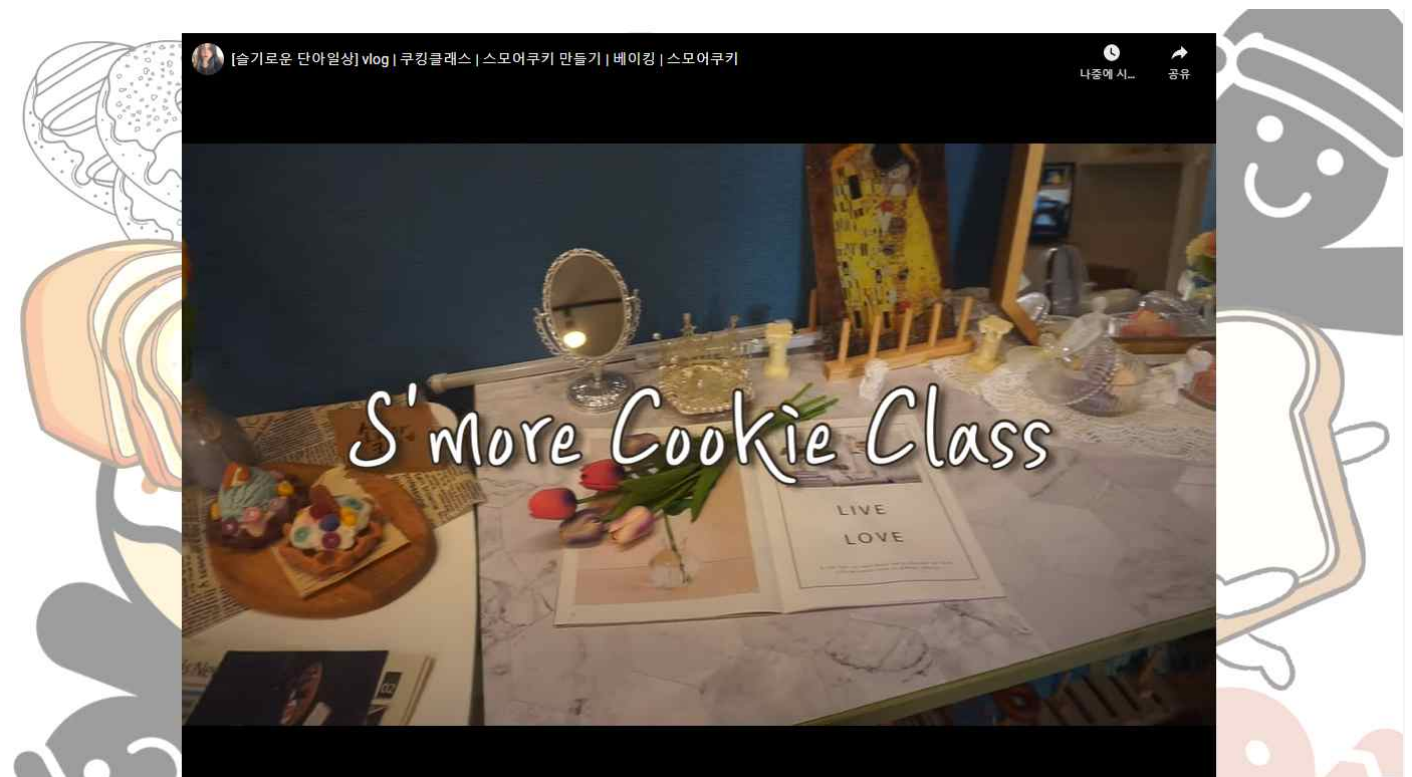 [슬기로운 단아일상] vlog | 쿠킹클래스 | 스모어쿠키 만들기 | 베이킹 | 스모어쿠키
나중에 시...
공유
S'more Cookie Class
LIVE
LOVE
02